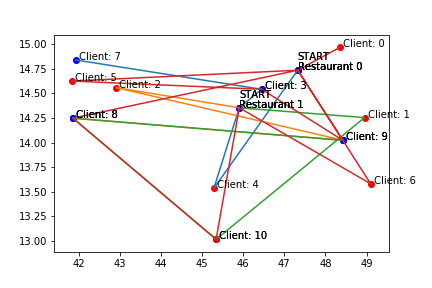 15.00
14.75
14.50
14.25
14.00
13.75
13.50
13.25
13.00
42
43
44
45
46
47
48
49
Client: 0
START
Restaurant 0
Client: 7
Client: 5
Client: 2
Client: 3
START
Restaurant 1
Client: 8
Client: 1
Client: 9
Client: 4
Client: 6
Client: 10